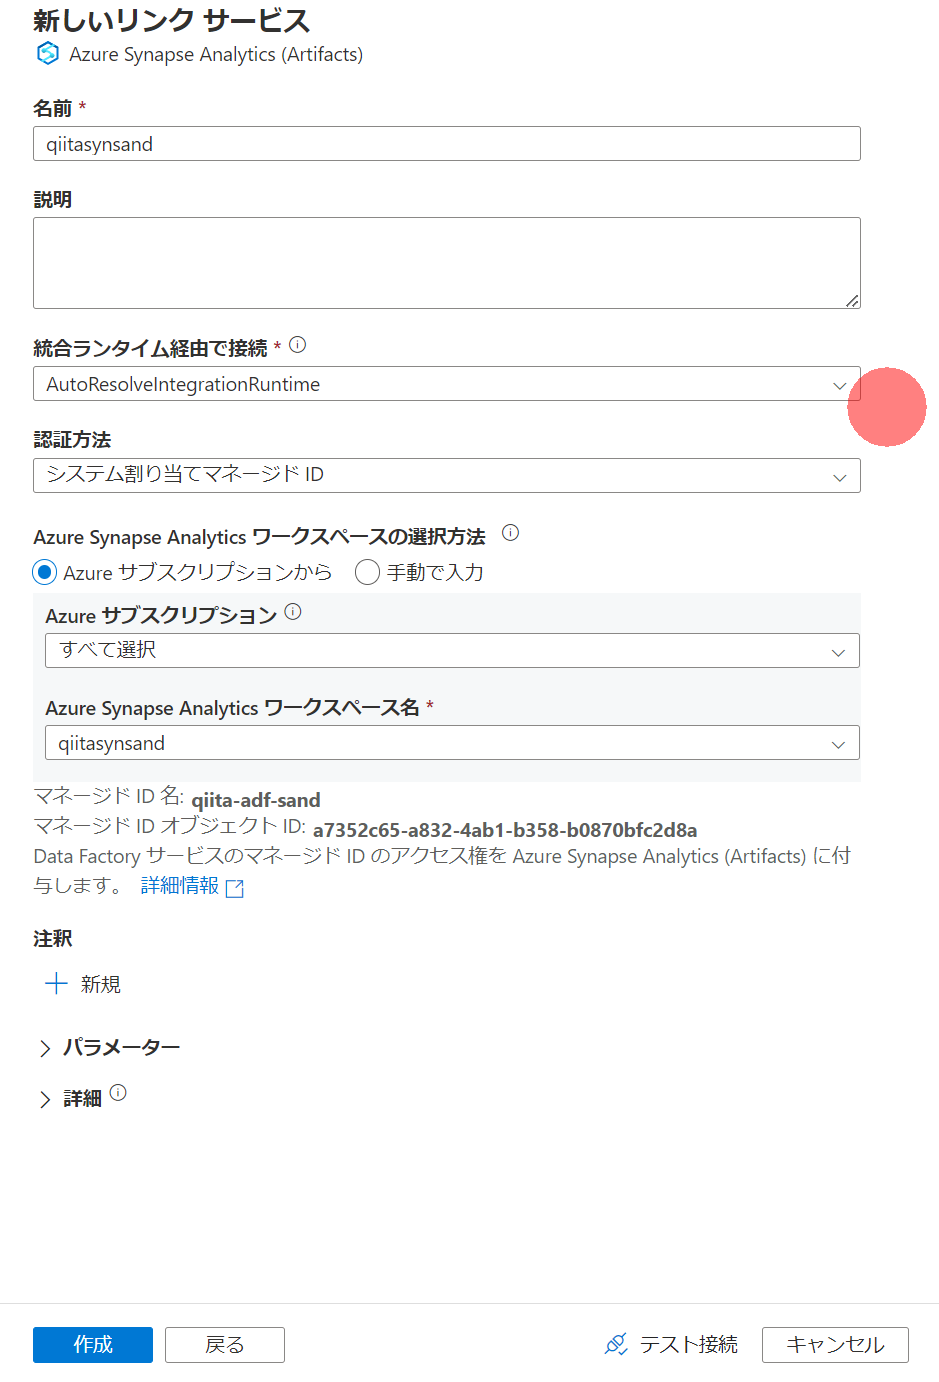 新しいリンク サービス
Azure Synapse Analytics (Artifacts)
名前 *
qiitasynsand
説明
統合ランタイム経由で接続 *
AutoResolveIntegrationRuntime
認証方法
システム割り当てマネージド ID
Azure Synapse Analytics ワークスペースの選択方法
Azure サブスクリプションから 手動で入力
Azure サブスクリプション
すべて選択
Azure Synapse Analytics ワークスペース名 *
qiitasynsand
マネージド ID 名: qiita-adf-sand
マネージド ID オブジェクト ID: a7352c65-a832-4ab1-b358-b0870bfc2d8a
Data Factory サービスのマネージド ID のアクセス権を Azure Synapse Analytics (Artifacts) に付
与します。 詳細情報
注釈
新規
パラメーター
詳細
作成 戻る テスト接続 キャンセル